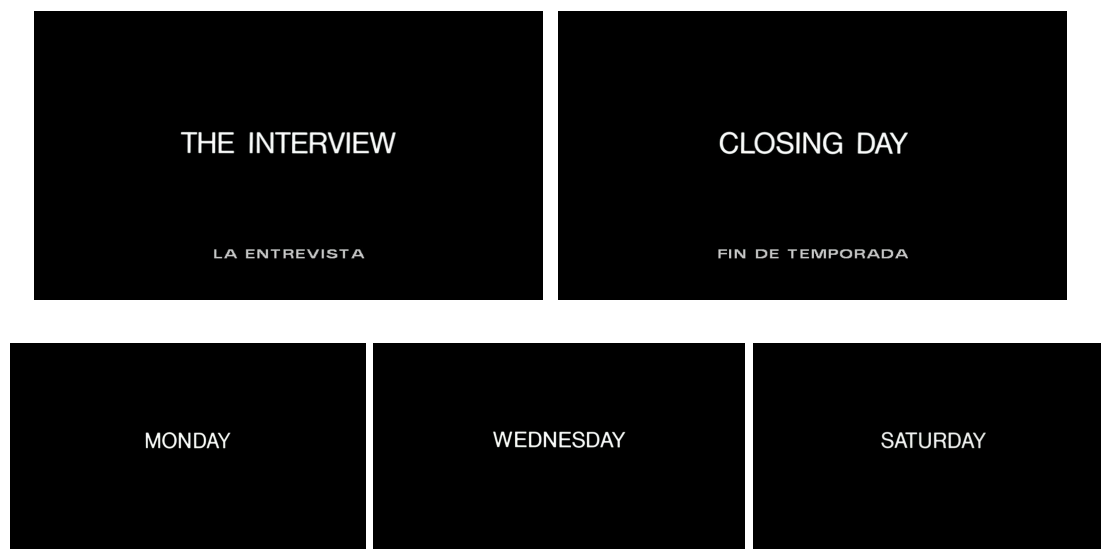 THE INTERVIEW
LA ENTREVISTA
CLOSING DAY
FIN DE TEMPORADA
MONDAY
WEDNESDAY
SATURDAY